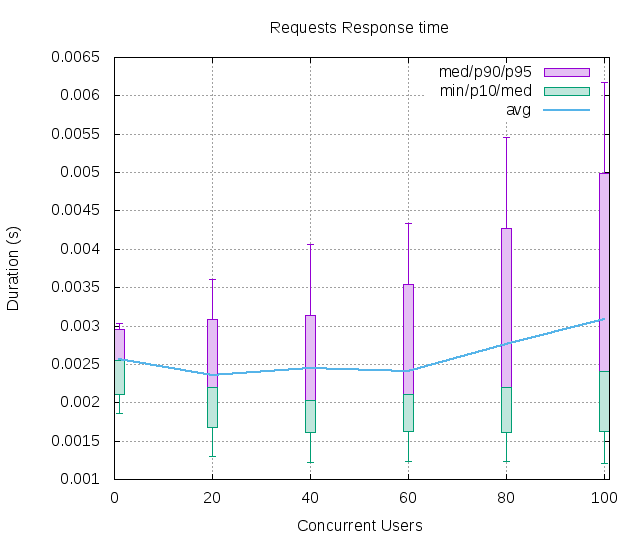 Requests Response time
0.0065
0.006
0.0055
0.005
0.0045
0.004
0.0035
0.003
0.0025
0.002
0.0015
0.001
med/p90/p95
min/p10/med
avg
Duration (s)
0 20 40 60 80 100
Concurrent Users